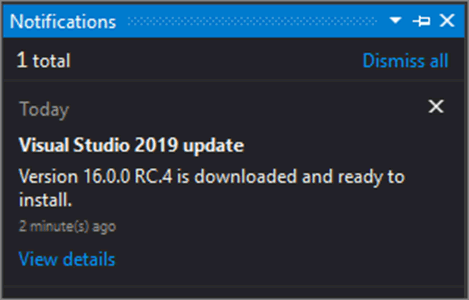 Notifications
1 total
Dismiss all
Today
Visual Studio 2019 update
Version 16.0.0 RC.4 is downloaded and ready to
install.
2 minute(s) ago
View details